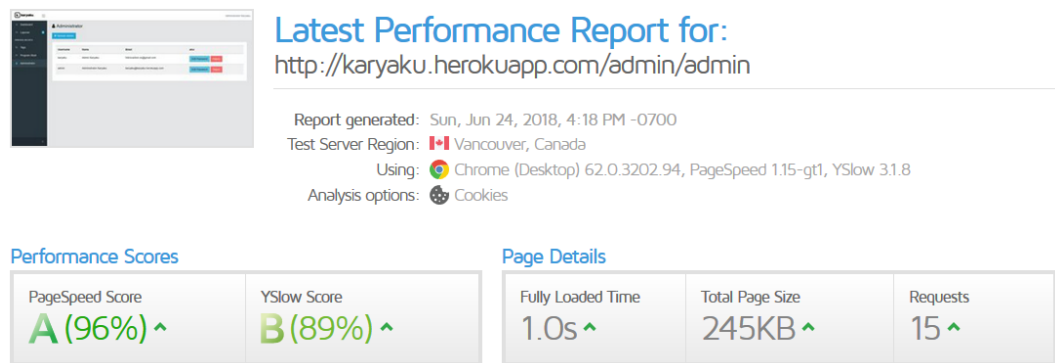 Latest Performance Report for:
http://karyaku.herokuapp.com/admin/admin
Report generated: Sun, Jun 24, 2018, 4:18 PM -0700
Test Server Region: Vancouver, Canada
Using: Chrome (Desktop) 62.0.3202.94, PageSpeed 1.15-gt1, YSlow 3.1.8
Analysis options: Cookies
Performance Scores
PageSpeed Score
A (96%)
YSlow Score
B (89%)
Page Details
Fully Loaded Time
1.0s
Total Page Size
245KB
Requests
15